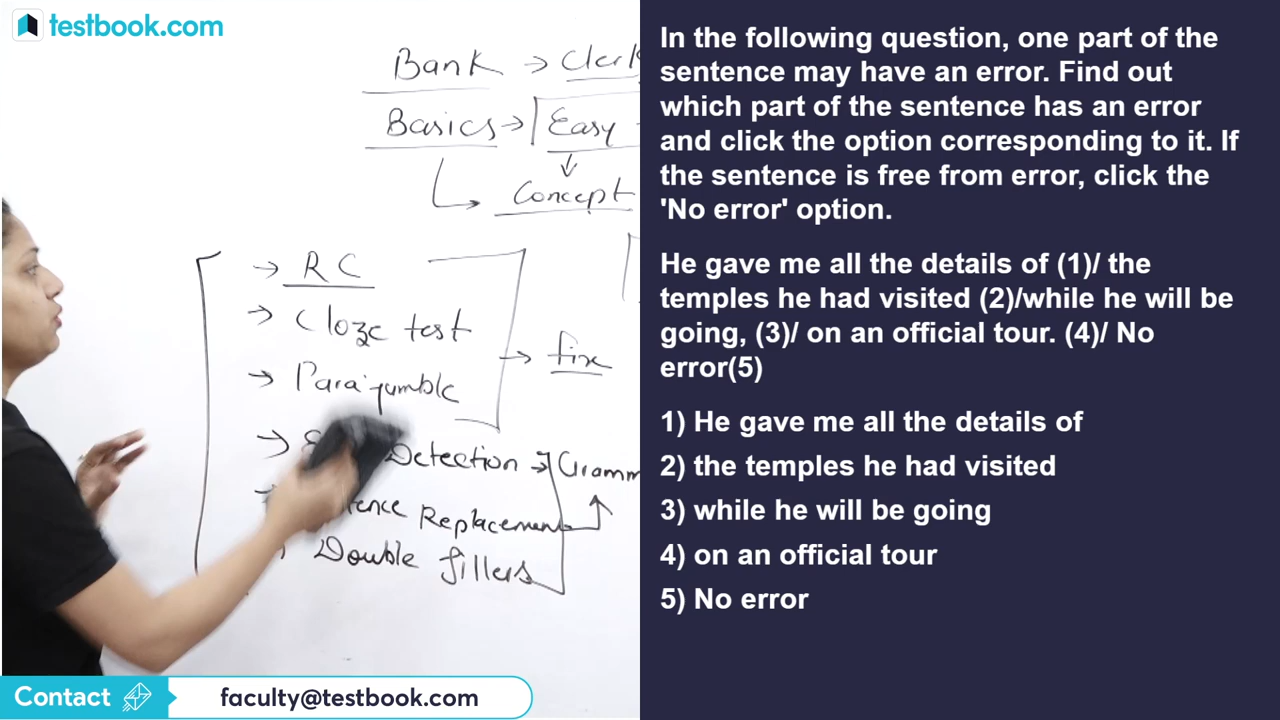 testbook.com
Bank → Clerk
Basics → Easy
Concept
→ RC
→ Cloze test
→ Para jumble
→ fix
→ Detection → Gramm
Replacement
Double fillers
In the following question, one part of the
sentence may have an error. Find out
which part of the sentence has an error
and click the option corresponding to it. If
the sentence is free from error, click the
'No error' option.
He gave me all the details of (1)/ the
temples he had visited (2)/while he will be
going, (3)/ on an official tour. (4)/ No
error(5)
1) He gave me all the details of
2) the temples he had visited
3) while he will be going
4) on an official tour
5) No error
Contact
faculty@testbook.com